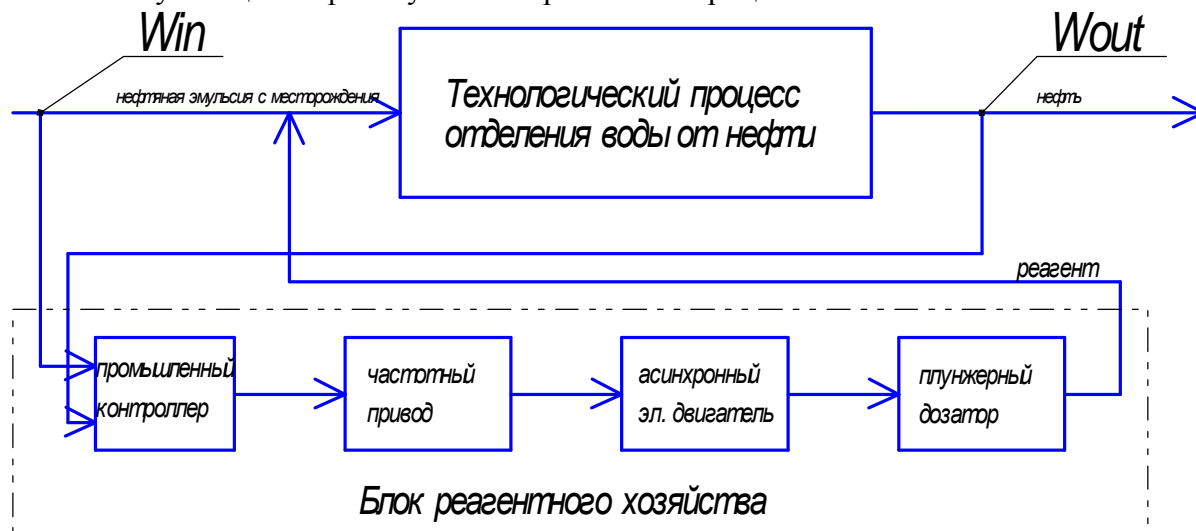 Win
Wout
нефтяная эмульсия с месторождения
нефть
Технологический процесс
отделения воды от нефти
реагент
промышленный
контроллер
частотный
привод
асинхронный
эл. двигатель
плунжерный
дозатор
Блок реагентного хозяйства